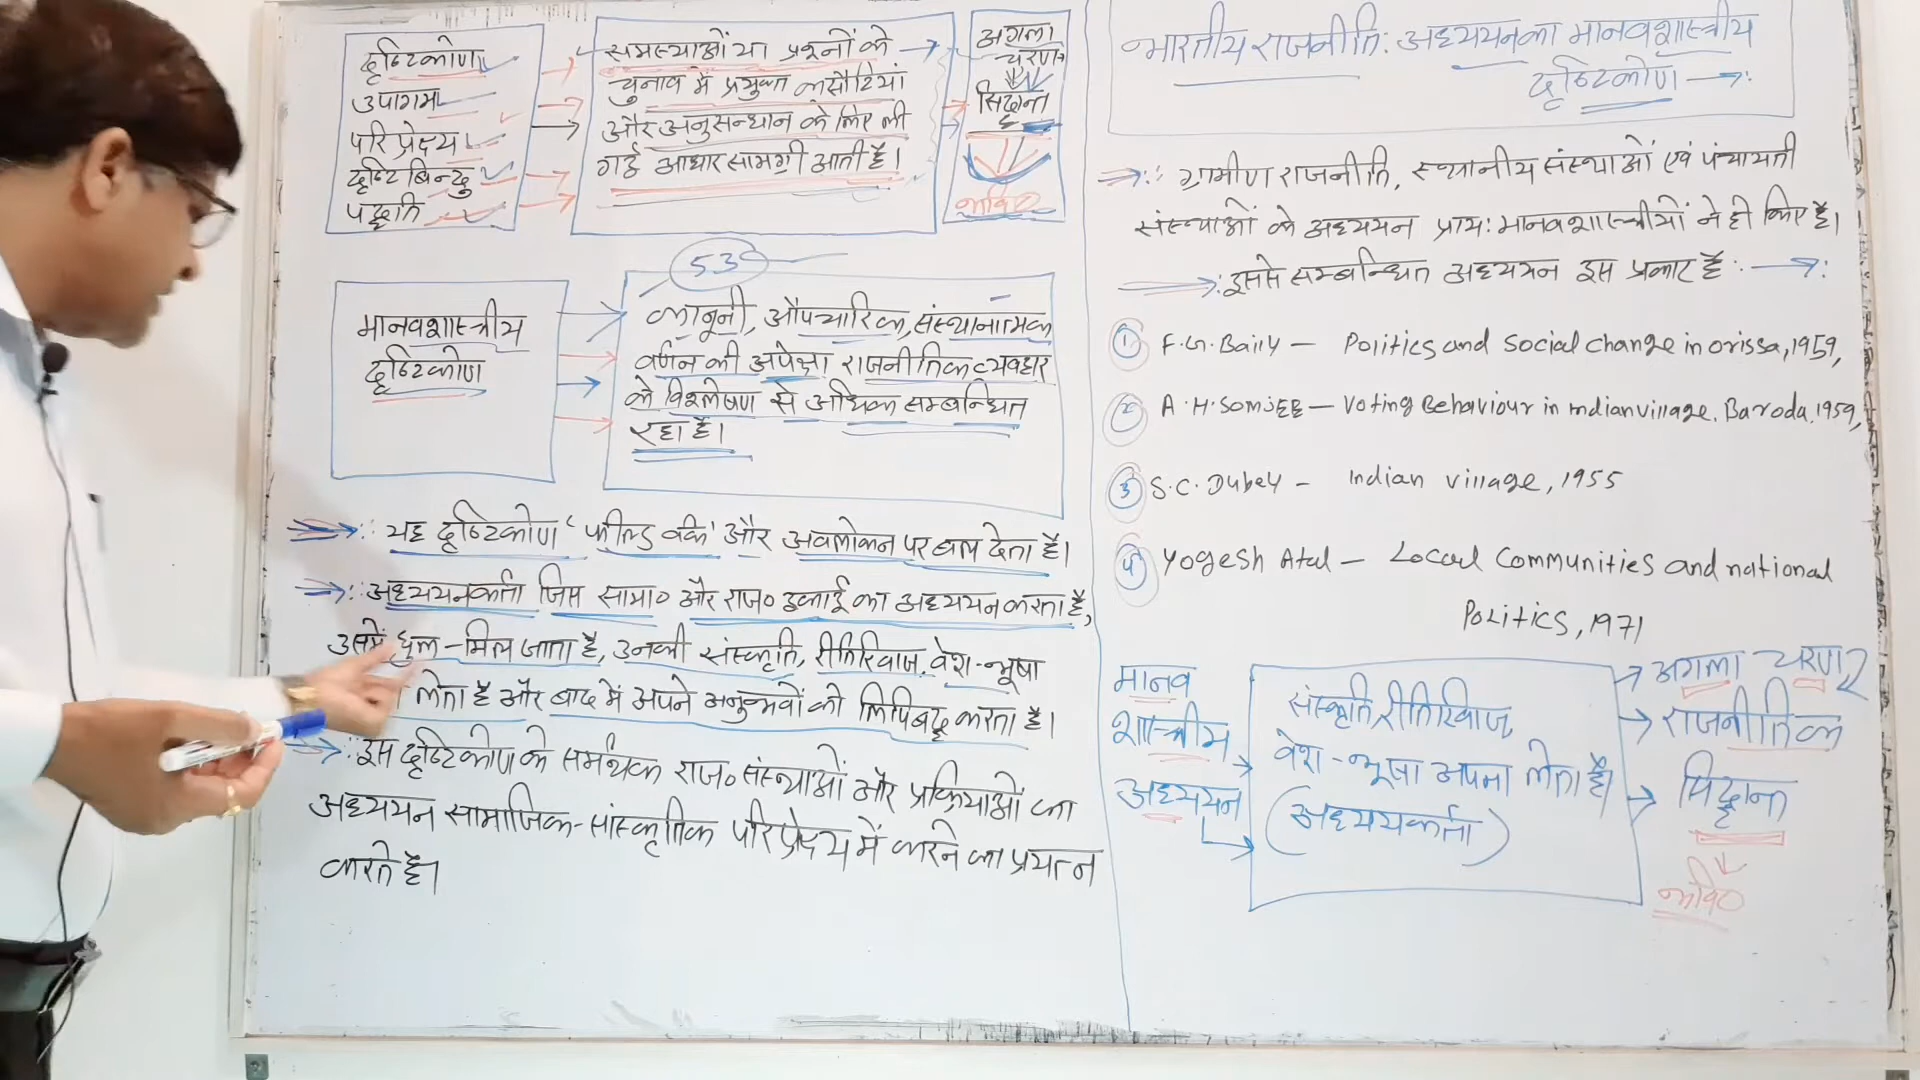 दृष्टिकोण
उपागम
परिप्रेक्ष्य
दृष्टि बिन्दु
पद्धति
समस्याओं या प्रश्नों के
चुनाव में प्रयुक्त कसौटियां
और अनुसन्धान के लिए ली
गई आधार सामग्री आती है।
अगला
चरण
सिद्धान्त
मानवशास्त्रीय
दृष्टिकोण
53
कानूनी, औपचारिक, संस्थानात्मक
वर्णन की अपेक्षा राजनीतिक व्यवहार
के विश्लेषण से अधिक सम्बन्धित
रहा है।
यह दृष्टिकोण 'फील्ड वर्क' और अवलोकन पर बल देता है।
अध्ययनकर्ता जिस सामा० और राज० इकाई का अध्ययन करता है,
उसमें घुल-मिल जाता है, उनकी संस्कृति, रीतिरिवाज, वेश-भूषा
लेता है और बाद में अपने अनुभवों को लिपिबद्ध करता है।
इस दृष्टिकोण के समर्थक राज० संस्थाओं और प्रक्रियाओं का
अध्ययन सामाजिक-सांस्कृतिक परिप्रेक्ष्य में करने का प्रयत्न
करते है।
भारतीय राजनीति: अध्ययन का मानवशास्त्रीय
दृष्टिकोण
ग्रामीण राजनीति, स्थानीय संस्थाओं एवं पंचायती
संस्थाओं के अध्ययन प्राय: मानवशास्त्रीयों ने ही किए है।
इससे सम्बन्धित अध्ययन इस प्रकार है
1 F.G. Baily – Politics and Social change in orissa, 1959,
2 A.H. Somjee – Voting Behaviour in indian village. Baroda, 1959,
3 S.C. Dubey – Indian village, 1955
4 Yogesh Atal – Local Communities and national
Politics, 1971
मानव
शास्त्रीय
अध्ययन
संस्कृति, रीतिरिवाज,
वेश-भूषा अपना लेता है।
(अध्ययकर्ता)
अगला चरण
राजनीतिक
सिद्धान्त